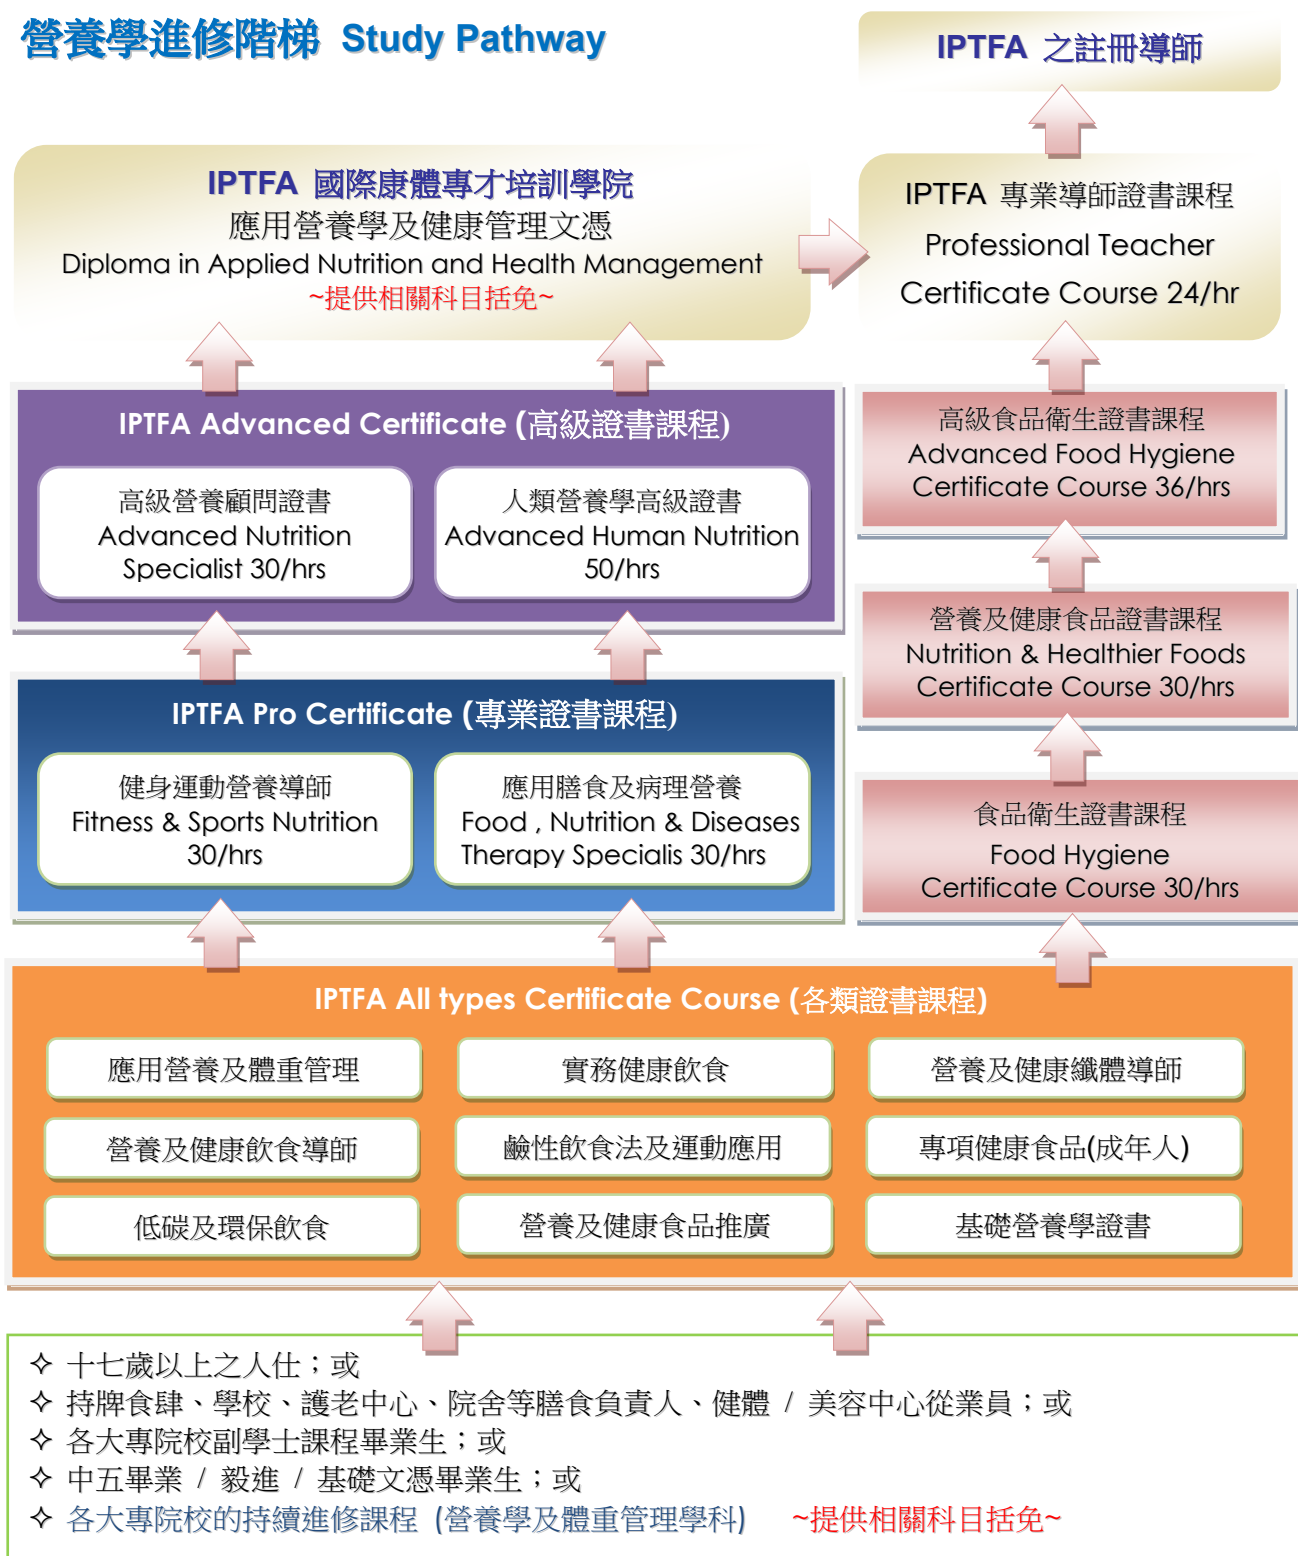 營養學進修階梯 Study Pathway
IPTFA 之註冊導師
IPTFA 國際康體專才培訓學院
應用營養學及健康管理文憑
Diploma in Applied Nutrition and Health Management
~提供相關科目括免~
IPTFA 專業導師證書課程
Professional Teacher
Certificate Course 24/hr
IPTFA Advanced Certificate (高級證書課程)
高級營養顧問證書
Advanced Nutrition
Specialist 30/hrs
人類營養學高級證書
Advanced Human Nutrition
50/hrs
高級食品衛生證書課程
Advanced Food Hygiene
Certificate Course 36/hrs
營養及健康食品證書課程
Nutrition & Healthier Foods
Certificate Course 30/hrs
IPTFA Pro Certificate (專業證書課程)
健身運動營養導師
Fitness & Sports Nutrition
30/hrs
應用膳食及病理營養
Food , Nutrition & Diseases
Therapy Specialis 30/hrs
食品衛生證書課程
Food Hygiene
Certificate Course 30/hrs
IPTFA All types Certificate Course (各類證書課程)
應用營養及體重管理
實務健康飲食
營養及健康纖體導師
營養及健康飲食導師
鹼性飲食法及運動應用
專項健康食品(成年人)
低碳及環保飲食
營養及健康食品推廣
基礎營養學證書
✧ 十七歲以上之人仕；或
✧ 持牌食肆、學校、護老中心、院舍等膳食負責人、健體 / 美容中心從業員；或
✧ 各大專院校副學士課程畢業生；或
✧ 中五畢業 / 毅進 / 基礎文憑畢業生；或
✧ 各大專院校的持續進修課程 (營養學及體重管理學科) ~提供相關科目括免~